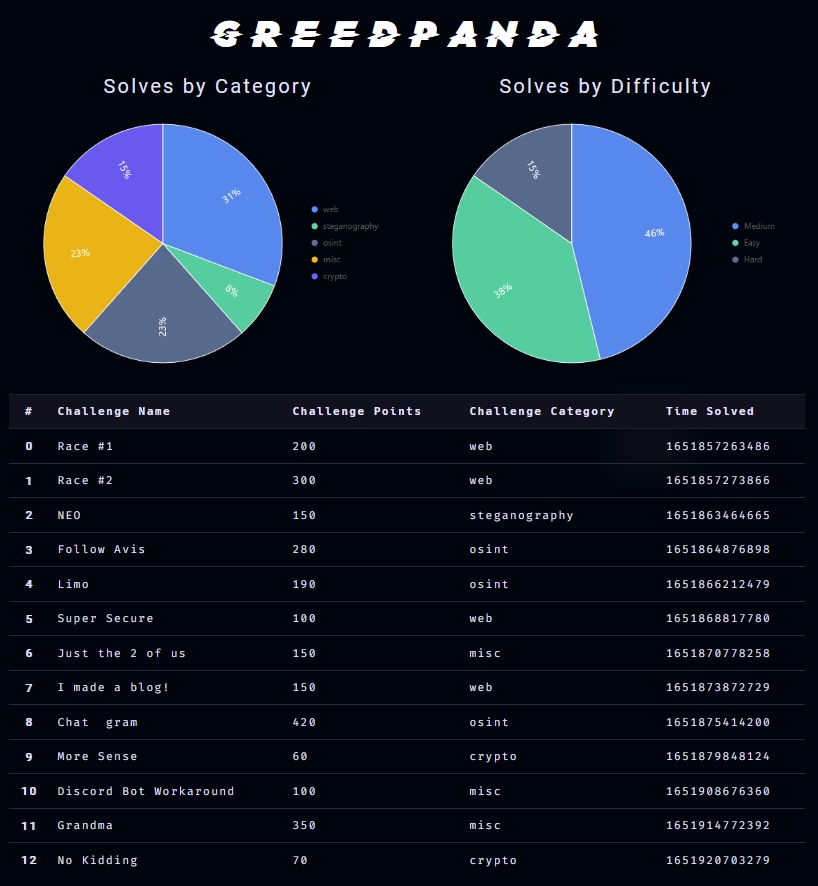 GREEDPANDA
Solves by Category
Solves by Difficulty
31%
8%
23%
23%
15%
web
steganography
osint
misc
crypto
46%
38%
15%
Medium
Easy
Hard
# Challenge Name Challenge Points Challenge Category Time Solved
0 Race #1 200 web 1651857263486
1 Race #2 300 web 1651857273866
2 NEO 150 steganography 1651863464665
3 Follow Avis 280 osint 1651864876898
4 Limo 190 osint 1651866212479
5 Super Secure 100 web 1651868817780
6 Just the 2 of us 150 misc 1651870778258
7 I made a blog! 150 web 1651873872729
8 Chat  gram 420 osint 1651875414200
9 More Sense 60 crypto 1651879848124
10 Discord Bot Workaround 100 misc 1651908676360
11 Grandma 350 misc 1651914772392
12 No Kidding 70 crypto 1651920703279